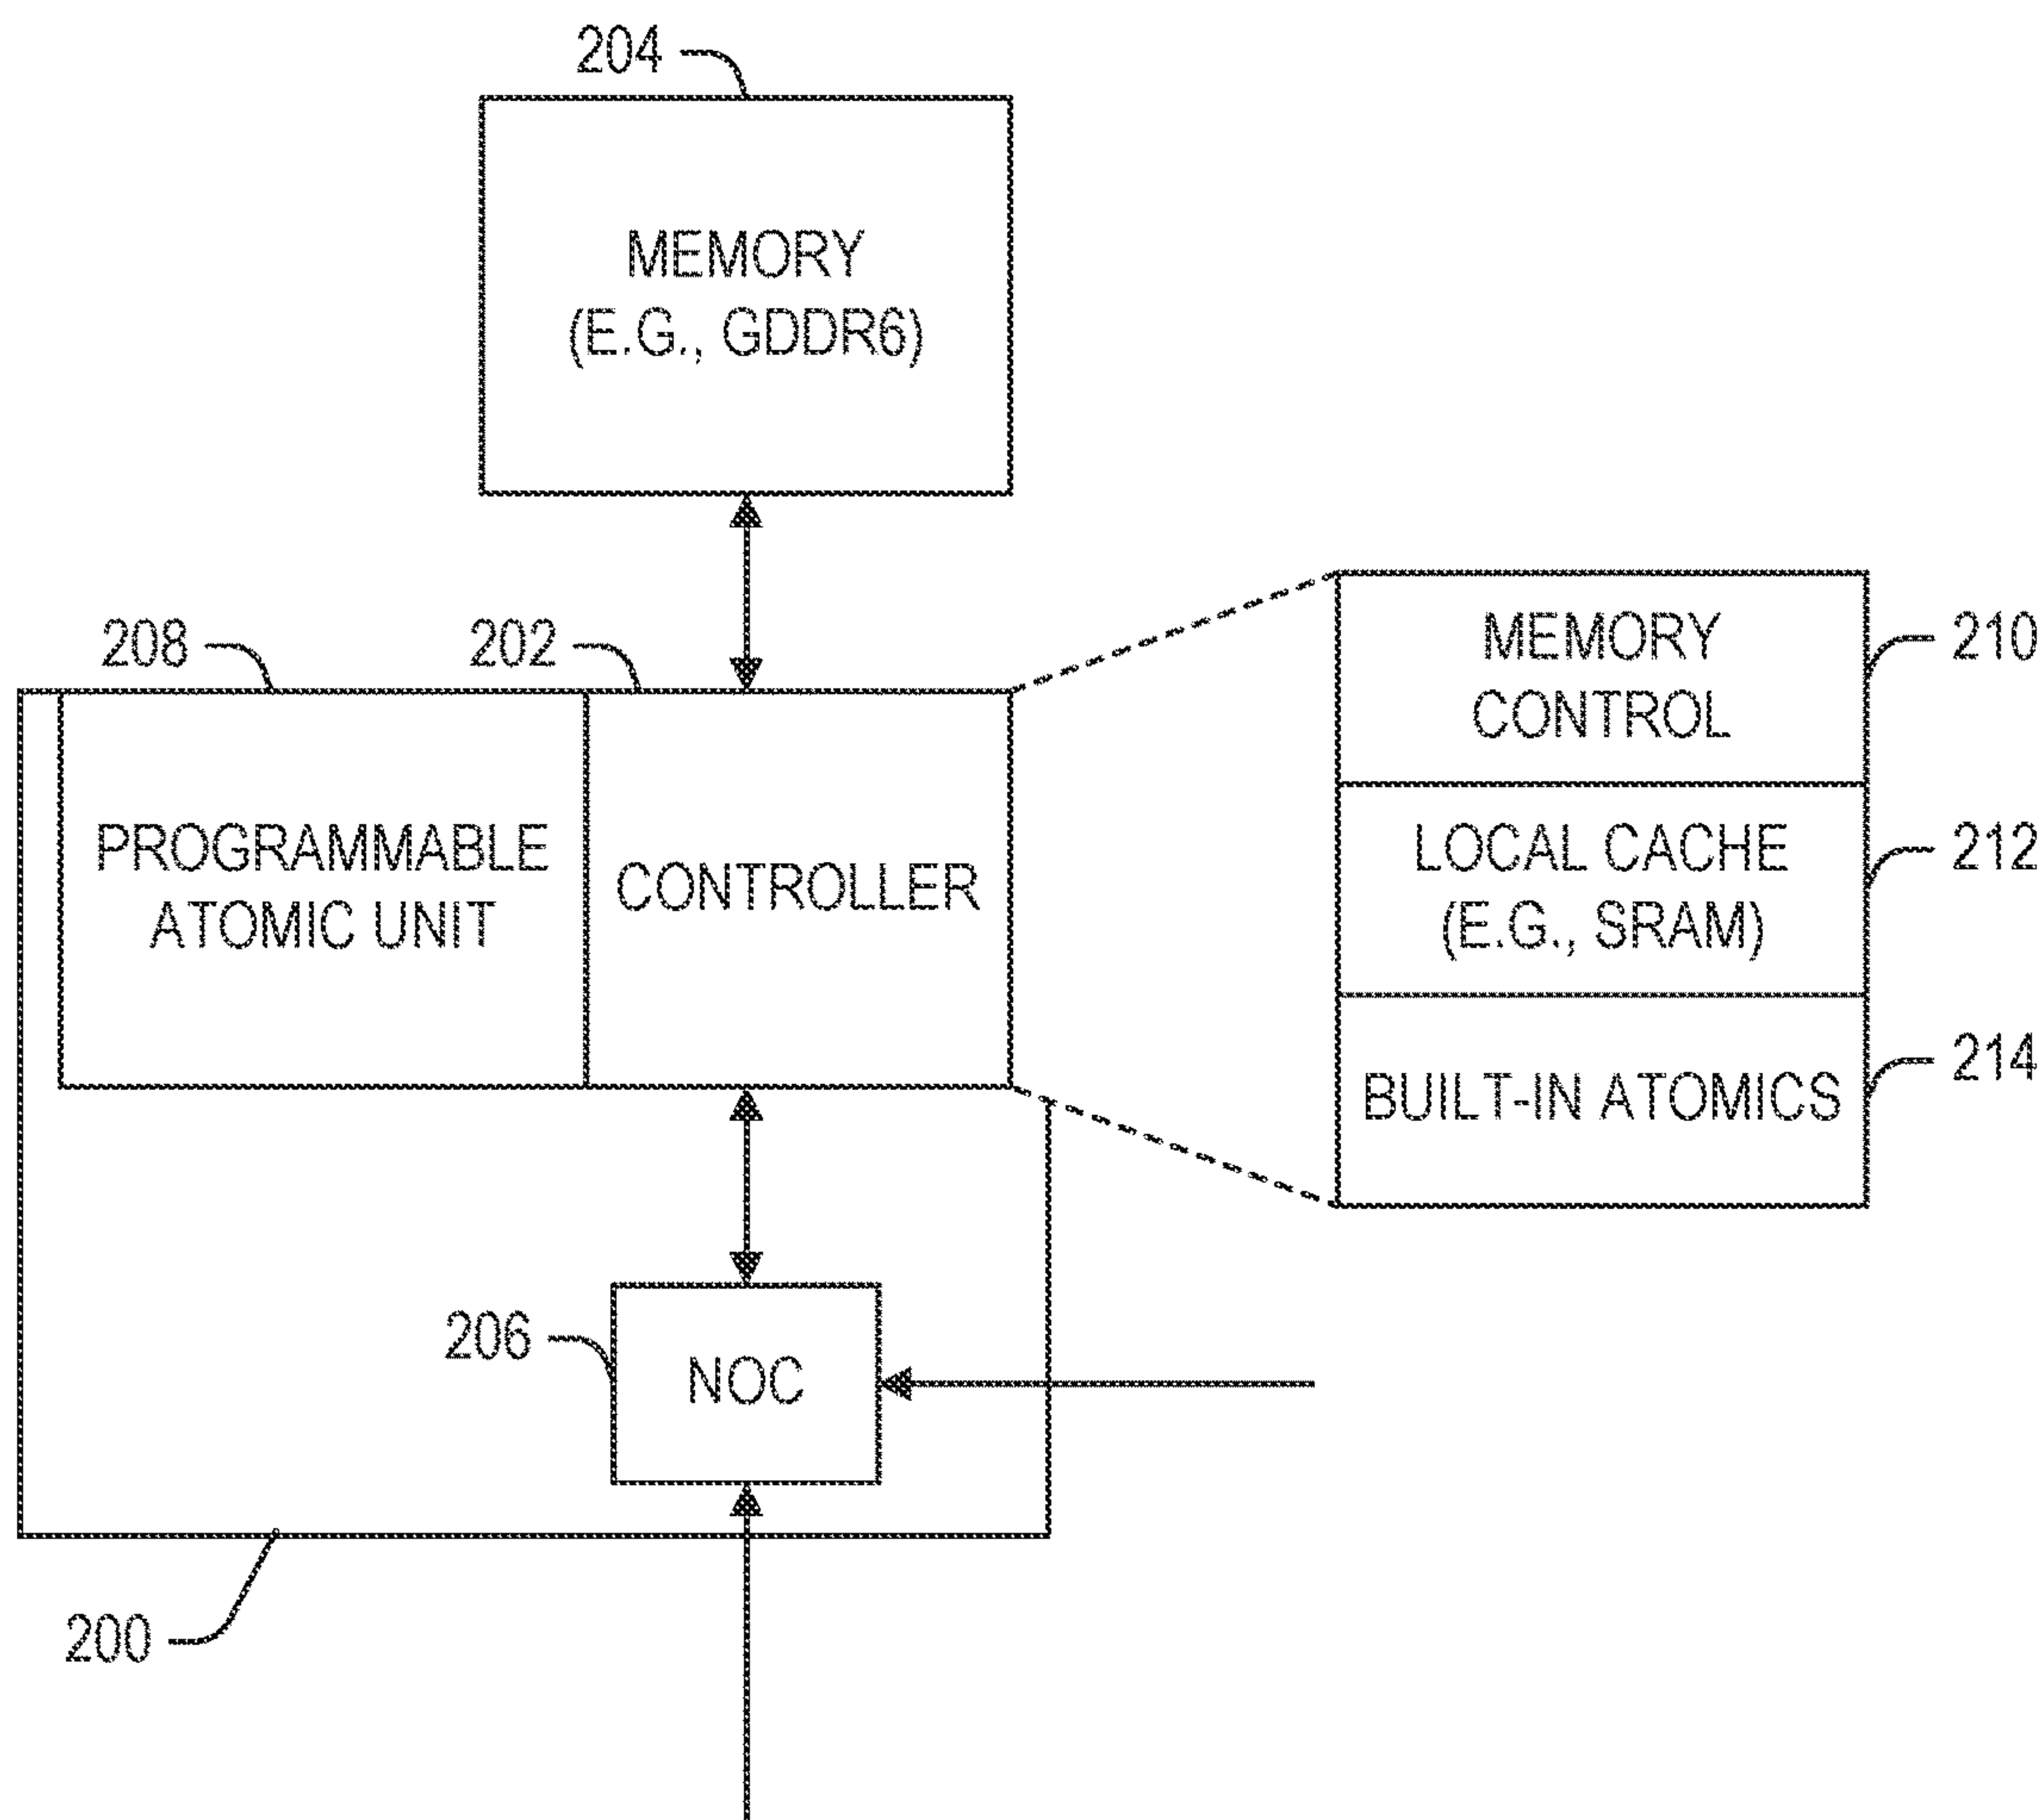 204
MEMORY
(E.G., GDDR6)
208
202
PROGRAMMABLE
ATOMIC UNIT
CONTROLLER
MEMORY
CONTROL
210
LOCAL CACHE
(E.G., SRAM)
212
BUILT-IN ATOMICS
214
206
NOC
200